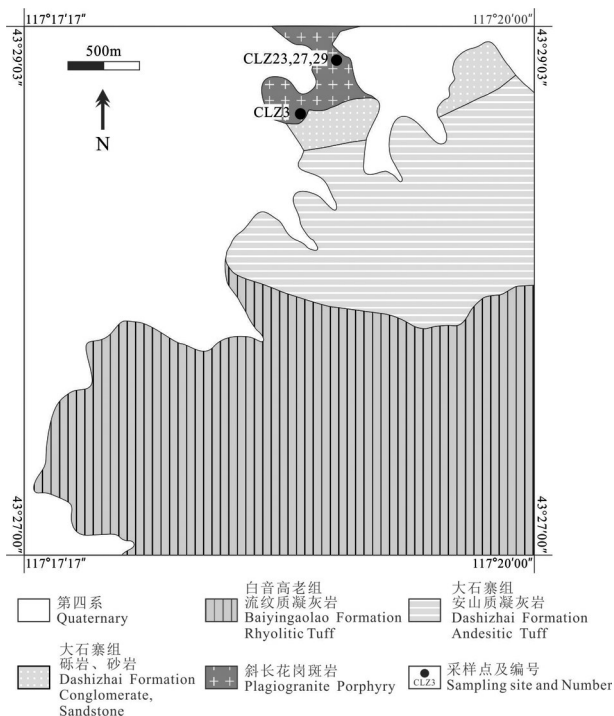 117°17′17″
117°20′00″
43°29′03″
43°29′03″
500m
N
CLZ23,27,29
CLZ3
43°27′00″
43°27′00″
117°17′17″
117°20′00″
第四系
Quaternary
白音高老组
流纹质凝灰岩
Baiyingaolao Formation
Rhyolitic Tuff
大石寨组
安山质凝灰岩
Dashizhai Formation
Andesitic Tuff
大石寨组
砾岩、砂岩
Dashizhai Formation
Conglomerate,
Sandstone
斜长花岗斑岩
Plagiogranite Porphyry
CLZ3
采样点及编号
Sampling site and Number